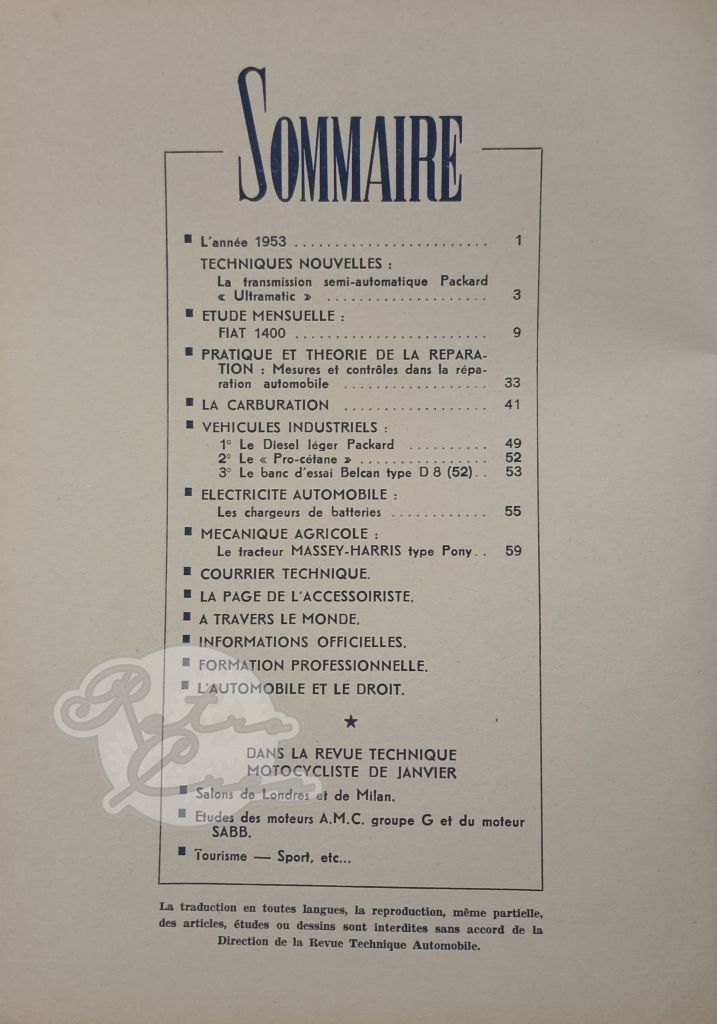 SOMMAIRE
■ L'année 1953 ........................ 1
TECHNIQUES NOUVELLES :
La transmission semi-automatique Packard
« Ultramatic » .................... 3
■ ETUDE MENSUELLE :
FIAT 1400 ........................ 9
■ PRATIQUE ET THEORIE DE LA REPARA-
TION : Mesures et contrôles dans la répa-
ration automobile .................. 33
■ LA CARBURATION .................. 41
■ VEHICULES INDUSTRIELS :
1° Le Diesel léger Packard .......... 49
2° Le « Pro-cétane » ................ 52
3° Le banc d'essai Belcan type D 8 (52).. 53
■ ELECTRICITE AUTOMOBILE :
Les chargeurs de batteries ............ 55
■ MECANIQUE AGRICOLE :
Le tracteur MASSEY-HARRIS type Pony.. 59
■ COURRIER TECHNIQUE.
■ LA PAGE DE L'ACCESSOIRISTE.
■ A TRAVERS LE MONDE.
■ INFORMATIONS OFFICIELLES.
■ FORMATION PROFESSIONNELLE.
■ L'AUTOMOBILE ET LE DROIT.
★
DANS LA REVUE TECHNIQUE
MOTOCYCLISTE DE JANVIER
■ Salons de Londres et de Milan.
■ Etudes des moteurs A.M.C. groupe G et du moteur
SABB.
■ Tourisme — Sport, etc...
La traduction en toutes langues, la reproduction, même partielle,
des articles, études ou dessins sont interdites sans accord de la
Direction de la Revue Technique Automobile.
Retro